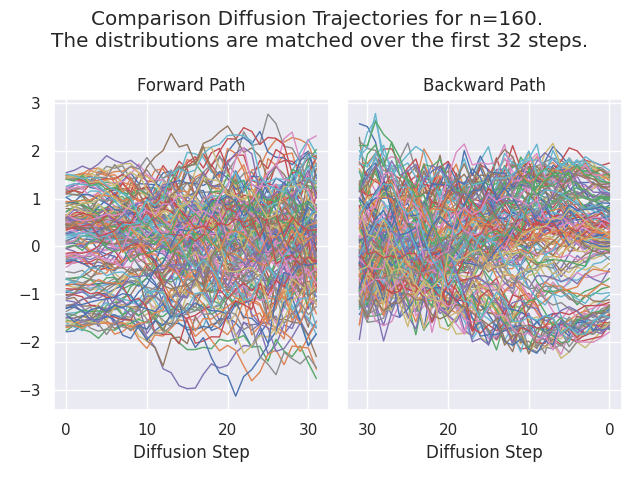 Comparison Diffusion Trajectories for n=160.
The distributions are matched over the first 32 steps.
Forward Path
Backward Path
3
2
1
0
−1
−2
−3
0 10 20 30
30 20 10 0
Diffusion Step
Diffusion Step